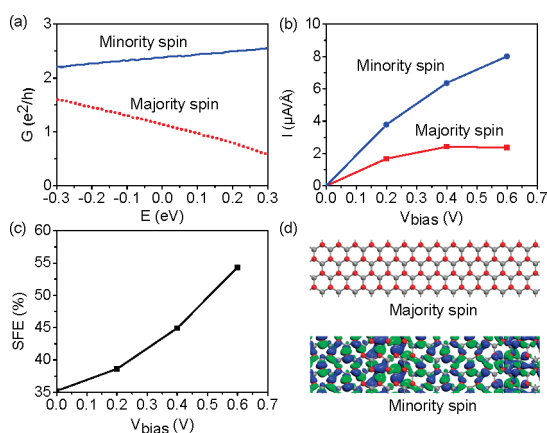 (a)
3
2
1
0
G (e²/h)
Minority spin
Majority spin
-0.3 -0.2 -0.1 0.0 0.1 0.2 0.3
E (eV)
(b)
10
8
6
4
2
0
I (μA/Å)
Minority spin
Majority spin
0.0 0.1 0.2 0.3 0.4 0.5 0.6 0.7
Vbias (V)
(c)
60
55
50
45
40
35
SFE (%)
0.0 0.1 0.2 0.3 0.4 0.5 0.6 0.7
Vbias (V)
(d)
Majority spin
Minority spin